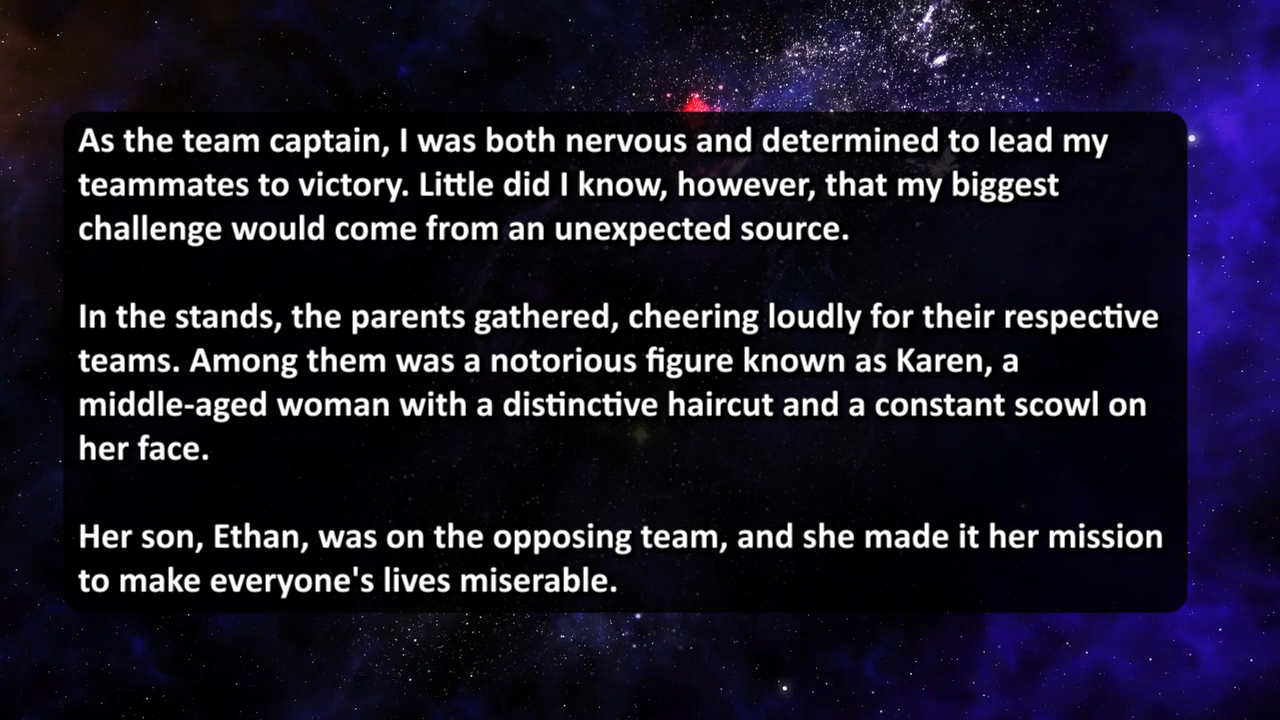 As the team captain, I was both nervous and determined to lead my
teammates to victory. Little did I know, however, that my biggest
challenge would come from an unexpected source.
In the stands, the parents gathered, cheering loudly for their respective
teams. Among them was a notorious figure known as Karen, a
middle-aged woman with a distinctive haircut and a constant scowl on
her face.
Her son, Ethan, was on the opposing team, and she made it her mission
to make everyone's lives miserable.